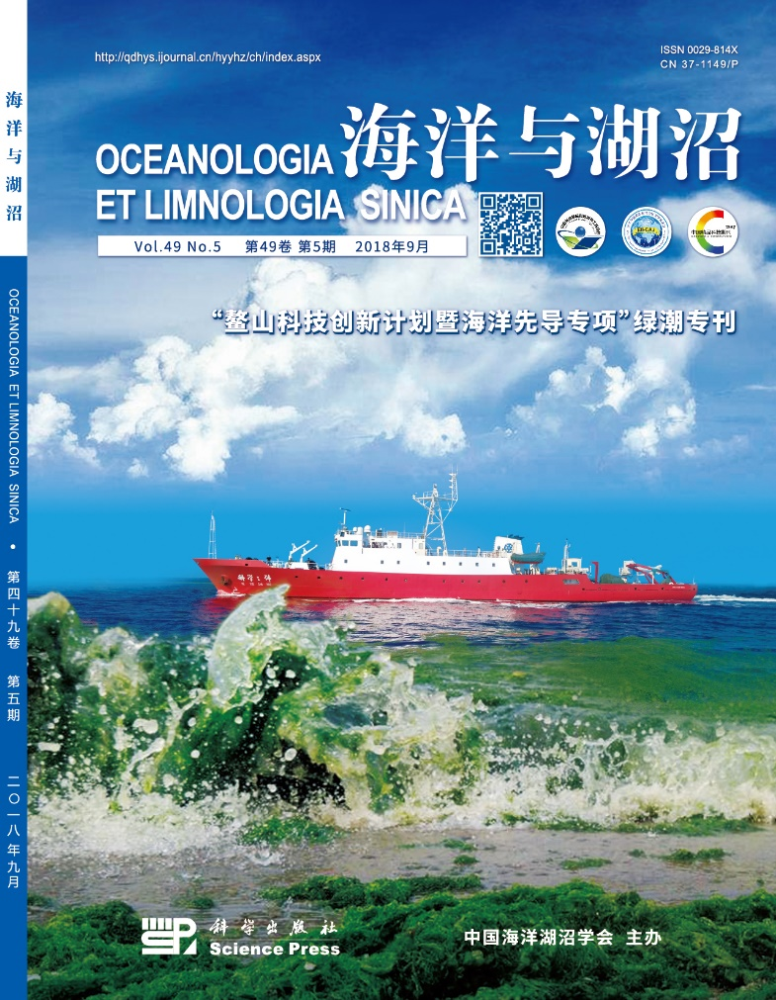 http://qdhys.ijournal.cn/hyyhz/ch/index.aspx
ISSN 0029-814X
CN 37-1149/P
海洋与湖沼
OCEANOLOGIA
ET LIMNOLOGIA SINICA
Vol.49 No.5 第49卷 第5期 2018年9月
“鳌山科技创新计划暨海洋先导专项”绿潮专刊
科学三号
科学出版社
Science Press
中国海洋湖沼学会 主办
海洋与湖沼
OCEANOLOGIA ET LIMNOLOGIA SINICA • 第四十九卷 第五期 二〇一八年九月